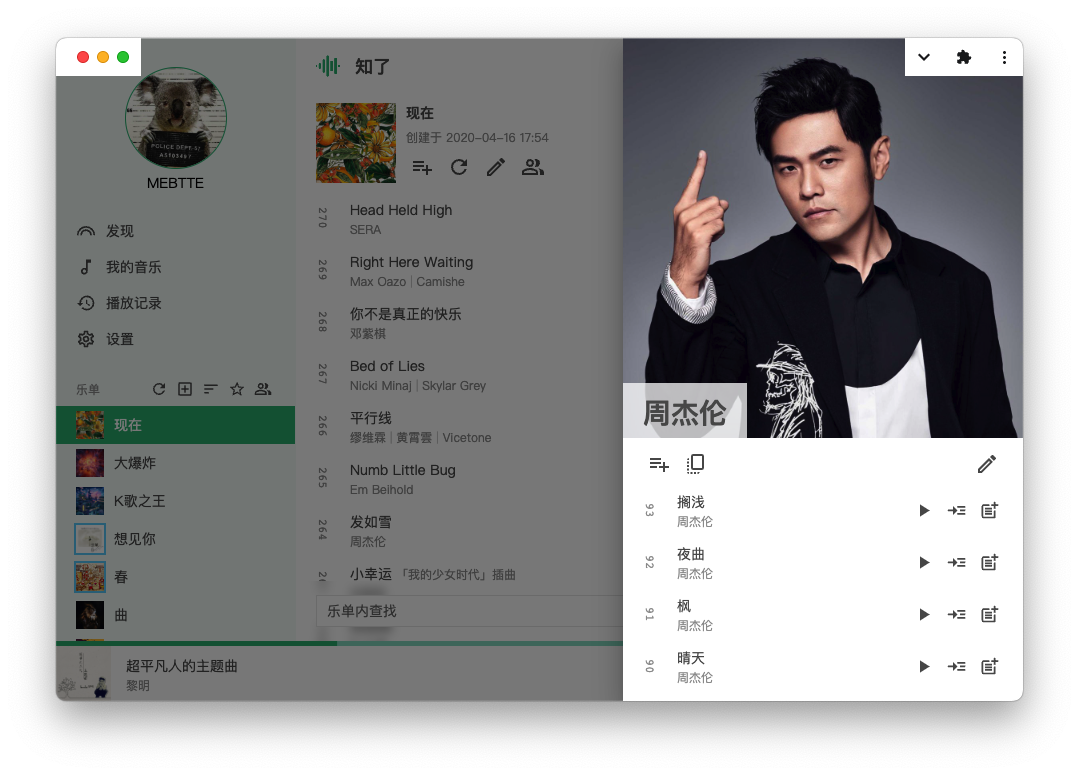 POLICE DEPT-57
MEBTTE
发现
我的音乐
播放记录
设置
乐单
现在
大爆炸
K歌之王
想见你
春
曲
知了
现在
创建于 2020-04-16 17:54
270
Head Held High
SERA
269
Right Here Waiting
Max Oazo | Camishe
268
你不是真正的快乐
邓紫棋
267
Bed of Lies
Nicki Minaj | Skylar Grey
266
平行线
缪维霖 | 黄霄雲 | Vicetone
265
Numb Little Bug
Em Beihold
264
发如雪
周杰伦
小幸运 「我的少女时代」插曲
乐单内查找
超平凡人的主题曲
黎明
周杰伦
93
搁浅
周杰伦
92
夜曲
周杰伦
91
枫
周杰伦
90
晴天
周杰伦